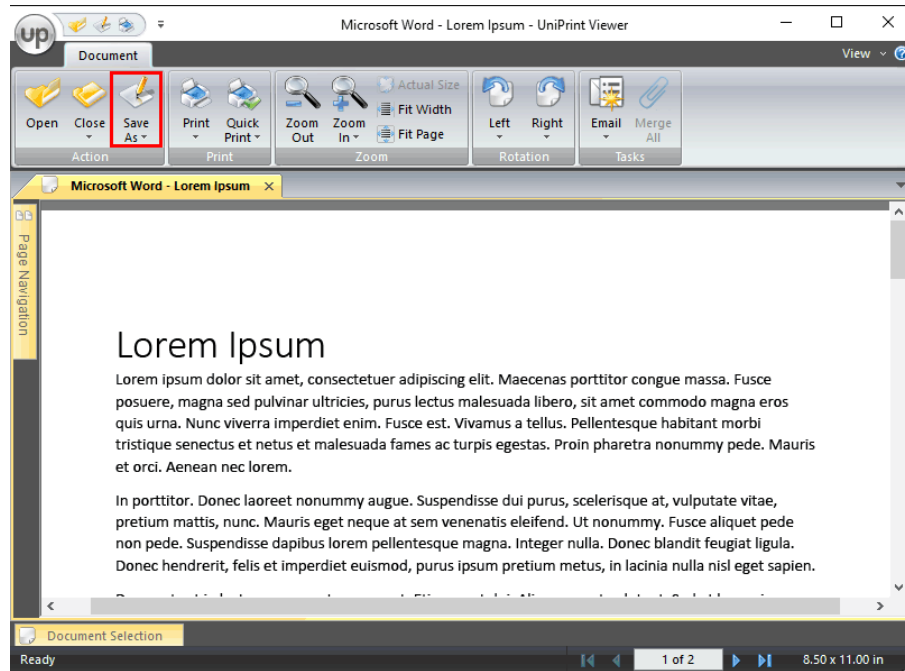 up
Microsoft Word - Lorem Ipsum - UniPrint Viewer
Document
View
Open
Close
Save As
Action
Print
Quick Print
Print
Zoom Out
Zoom In
Actual Size
Fit Width
Fit Page
Zoom
Left
Right
Rotation
Email
Merge All
Tasks
Microsoft Word - Lorem Ipsum
Page Navigation
Lorem Ipsum
Lorem ipsum dolor sit amet, consectetuer adipiscing elit. Maecenas porttitor congue massa. Fusce
posuere, magna sed pulvinar ultricies, purus lectus malesuada libero, sit amet commodo magna eros
quis urna. Nunc viverra imperdiet enim. Fusce est. Vivamus a tellus. Pellentesque habitant morbi
tristique senectus et netus et malesuada fames ac turpis egestas. Proin pharetra nonummy pede. Mauris
et orci. Aenean nec lorem.
In porttitor. Donec laoreet nonummy augue. Suspendisse dui purus, scelerisque at, vulputate vitae,
pretium mattis, nunc. Mauris eget neque at sem venenatis eleifend. Ut nonummy. Fusce aliquet pede
non pede. Suspendisse dapibus lorem pellentesque magna. Integer nulla. Donec blandit feugiat ligula.
Donec hendrerit, felis et imperdiet euismod, purus ipsum pretium metus, in lacinia nulla nisl eget sapien.
Document Selection
Ready
1 of 2
8.50 x 11.00 in